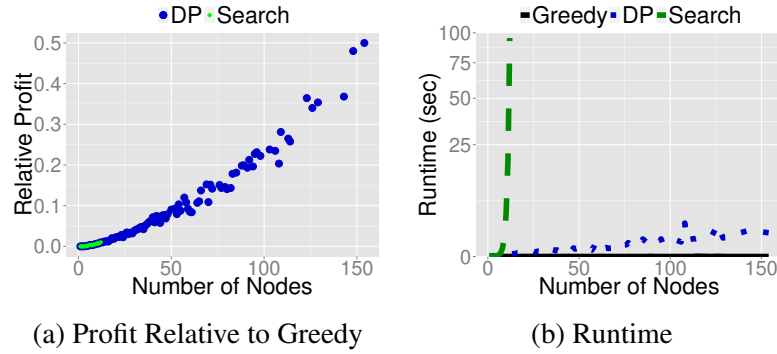 DP Search
Relative Profit
0.5
0.4
0.3
0.2
0.1
0.0
0 50 100 150
Number of Nodes
(a) Profit Relative to Greedy
Greedy DP Search
Runtime (sec)
100
75
50
25
0
0 50 100 150
Number of Nodes
(b) Runtime